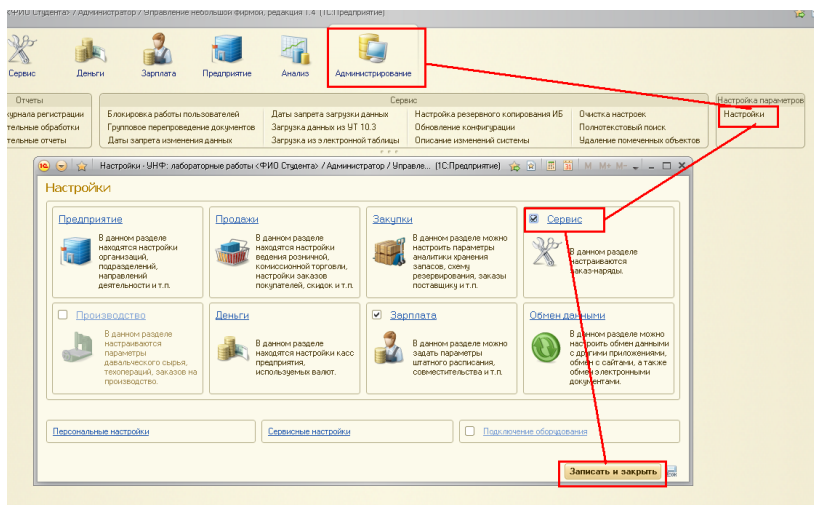 <ФИО Студента> / Администратор / Управление небольшой фирмой, редакция 1.4 (1С:Предприятие)
Сервис Деньги Зарплата Предприятие Анализ Администрирование
Отчеты Сервис Настройка параметров
журнала регистрации Блокировка работы пользователей Даты запрета загрузки данных Настройка резервного копирования ИБ Очистка настроек Настройки
тельные обработки Групповое перепроведение документов Загрузка данных из УТ 10.3 Обновление конфигурации Полнотекстовый поиск
тельные отчеты Даты запрета изменения данных Загрузка из электронной таблицы Описание изменений системы Удаление помеченных объектов
Настройки - УНФ: лабораторные работы <ФИО Студента> / Администратор / Управле... (1С:Предприятие) M M+ M-
Настройки
Предприятие
В данном разделе
находятся настройки
организаций,
подразделений,
направлений
деятельности и т.п.
Продажи
В данном разделе
находятся настройки
ведения розничной,
комиссионной торговли,
настройки заказов
покупателей, скидок и т.п.
Закупки
В данном разделе можно
настроить параметры
аналитики хранения
запасов, схему
резервирования, заказы
поставщику и т.п.
Сервис
В данном разделе
настраиваются
заказ-наряды.
Производство
В данном разделе
настраиваются
параметры
давальческого сырья,
техопераций, заказов на
производство.
Деньги
В данном разделе
находятся настройки касс
предприятия,
используемых валют.
Зарплата
В данном разделе можно
задать параметры
штатного расписания,
совместительства и т.п.
Обмен данными
В данном разделе можно
настроить обмен данными
с другими приложениями,
обмен с сайтами, а также
обмен электронными
документами.
Персональные настройки Сервисные настройки Подключение оборудования
Записать и закрыть